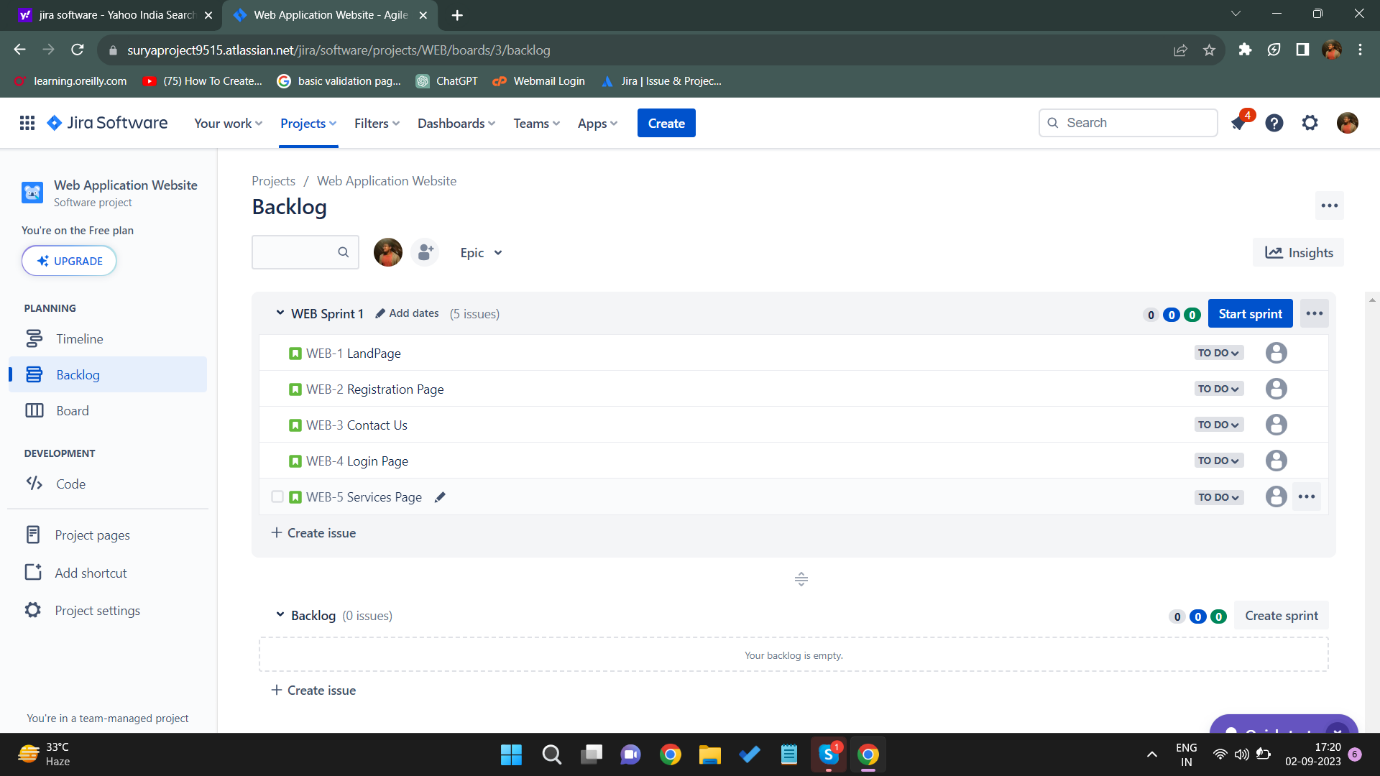 jira software - Yahoo India Search
Web Application Website - Agile
suryaproject9515.atlassian.net/jira/software/projects/WEB/boards/3/backlog
learning.oreilly.com
(75) How To Create...
basic validation pag...
ChatGPT
Webmail Login
Jira | Issue & Projec...
Jira Software
Your work
Projects
Filters
Dashboards
Teams
Apps
Create
Search
4
Web Application Website
Software project
You're on the Free plan
UPGRADE
PLANNING
Timeline
Backlog
Board
DEVELOPMENT
Code
Project pages
Add shortcut
Project settings
You're in a team-managed project
Projects / Web Application Website
Backlog
Epic
Insights
WEB Sprint 1 Add dates (5 issues)
0 0 0
Start sprint
WEB-1 LandPage TO DO
WEB-2 Registration Page TO DO
WEB-3 Contact Us TO DO
WEB-4 Login Page TO DO
WEB-5 Services Page TO DO
+ Create issue
Backlog (0 issues)
0 0 0
Create sprint
Your backlog is empty.
+ Create issue
33°C
Haze
1
ENG
IN
17:20
02-09-2023
6